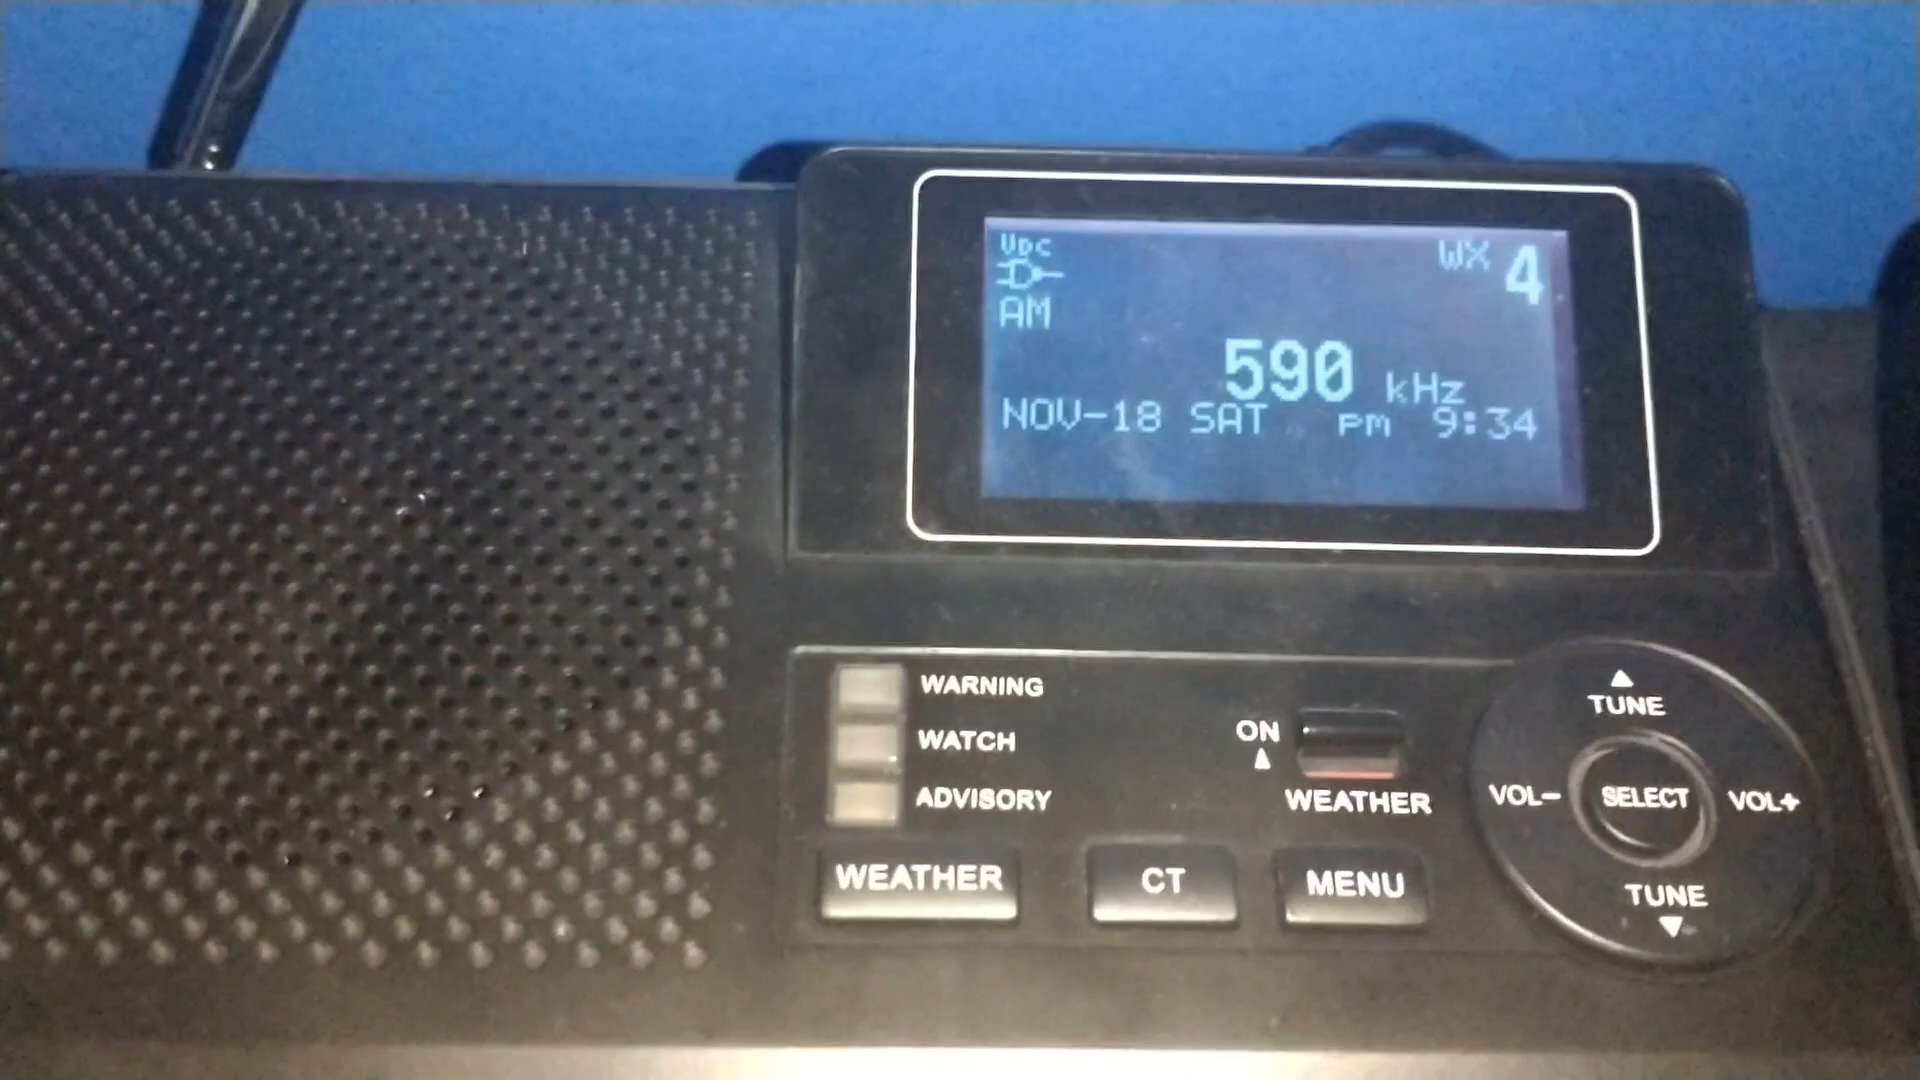 VDC
WX 4
AM
590 kHz
NOV-18 SAT pm 9:34
WARNING
WATCH
ADVISORY
ON
WEATHER
TUNE
VOL-
SELECT
VOL+
TUNE
WEATHER
CT
MENU